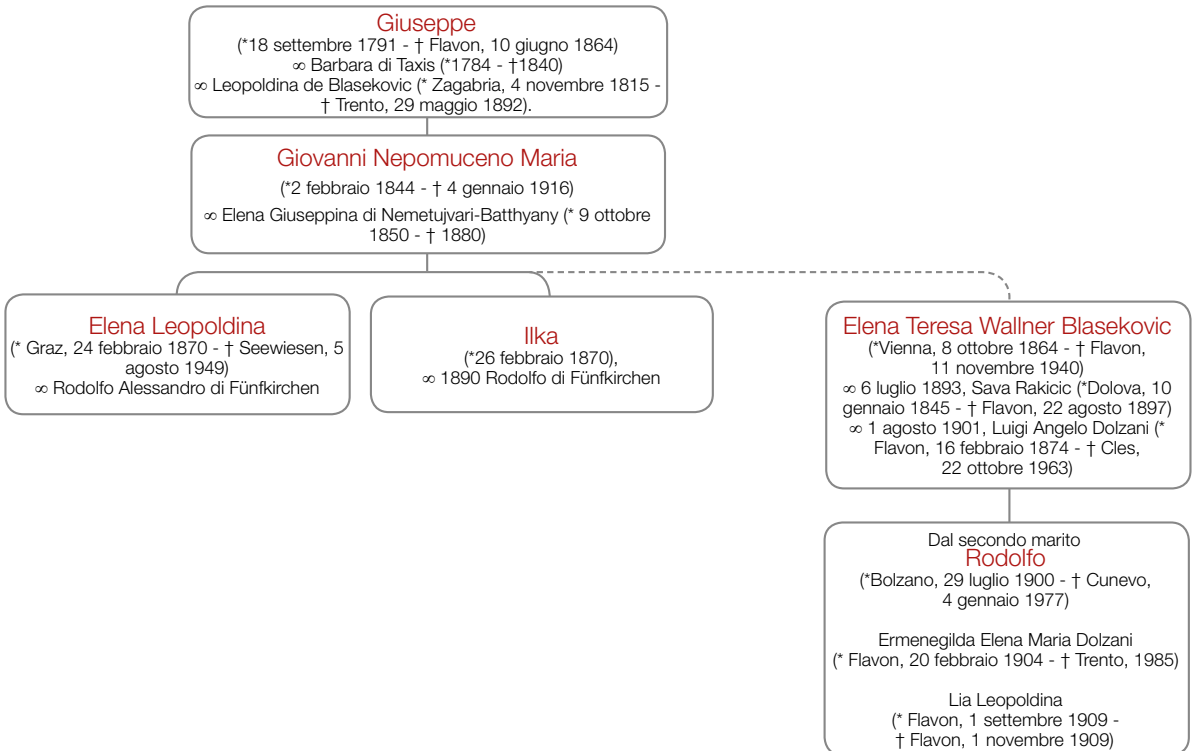 Giuseppe
(*18 settembre 1791 - † Flavon, 10 giugno 1864)
∞ Barbara di Taxis (*1784 - †1840)
∞ Leopoldina de Blasekovic (* Zagabria, 4 novembre 1815 -
† Trento, 29 maggio 1892).
Giovanni Nepomuceno Maria
(*2 febbraio 1844 - † 4 gennaio 1916)
∞ Elena Giuseppina di Nemetujvari-Batthyany (* 9 ottobre
1850 - † 1880)
Elena Leopoldina
(* Graz, 24 febbraio 1870 - † Seewiesen, 5
agosto 1949)
∞ Rodolfo Alessandro di Fünfkirchen
Ilka
(*26 febbraio 1870),
∞ 1890 Rodolfo di Fünfkirchen
Elena Teresa Wallner Blasekovic
(*Vienna, 8 ottobre 1864 - † Flavon,
11 novembre 1940)
∞ 6 luglio 1893, Sava Rakicic (*Dolova, 10
gennaio 1845 - † Flavon, 22 agosto 1897)
∞ 1 agosto 1901, Luigi Angelo Dolzani (*
Flavon, 16 febbraio 1874 - † Cles,
22 ottobre 1963)
Dal secondo marito
Rodolfo
(*Bolzano, 29 luglio 1900 - † Cunevo,
4 gennaio 1977)
Ermenegilda Elena Maria Dolzani
(* Flavon, 20 febbraio 1904 - † Trento, 1985)
Lia Leopoldina
(* Flavon, 1 settembre 1909 -
† Flavon, 1 novembre 1909)